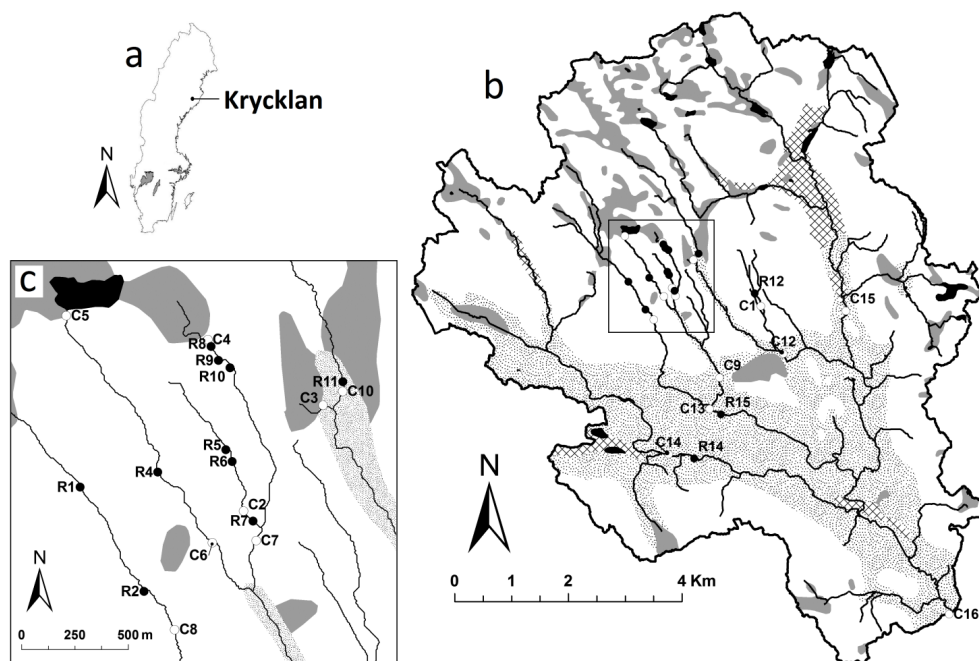 a
Krycklan
N
b
R12
C1
C15
C12
C9
C13
R15
C14
R14
N
0 1 2 4 Km
C16
c
C5
R8 C4
R9
R10
R11
C3 C10
R5
R6
R1
R4
C2
R7
C6 C7
N
R2
C8
0 250 500 m